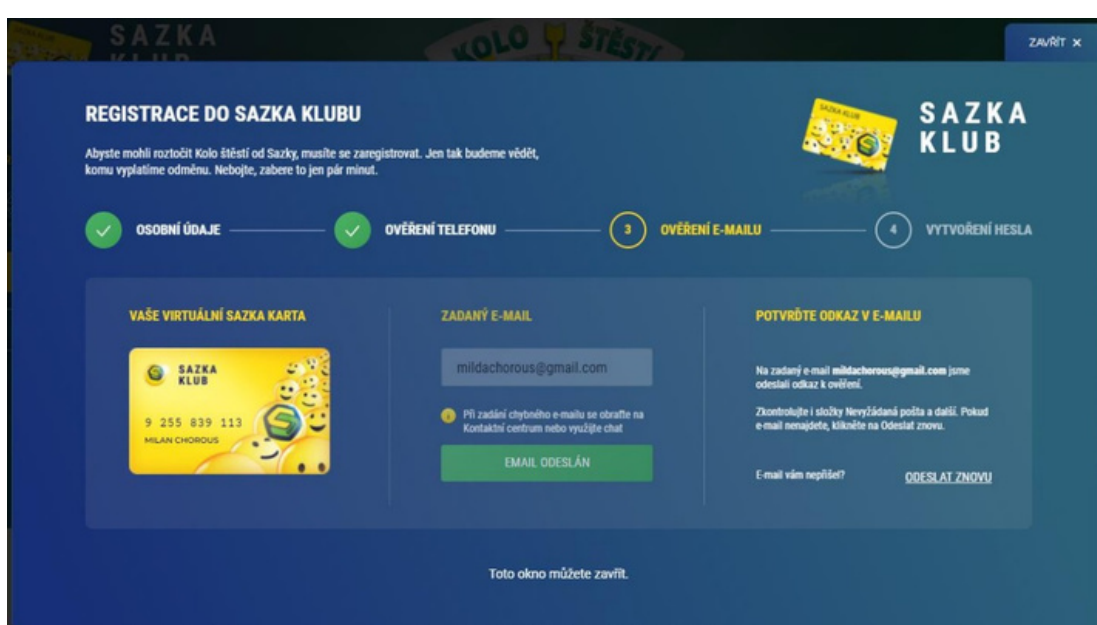 SAZKA
KLUB
KOLO ŠTĚSTÍ
ZAVŘÍT ×
REGISTRACE DO SAZKA KLUBU
Abyste mohli roztočit Kolo štěstí od Sazky, musíte se zaregistrovat. Jen tak budeme vědět,
komu vyplatíme odměnu. Nebojte, zabere to jen pár minut.
SAZKA KLUB
SAZKA
KLUB
OSOBNÍ ÚDAJE
OVĚŘENÍ TELEFONU
3 OVĚŘENÍ E-MAILU
4 VYTVOŘENÍ HESLA
VAŠE VIRTUÁLNÍ SAZKA KARTA
SAZKA
KLUB
9 255 839 113
MILAN CHOROUS
ZADANÝ E-MAIL
mildachorous@gmail.com
Při zadání chybného e-mailu se obraťte na
Kontaktní centrum nebo využijte chat
EMAIL ODESLÁN
POTVRĎTE ODKAZ V E-MAILU
Na zadaný e-mail mildachorous@gmail.com jsme
odeslali odkaz k ověření.
Zkontrolujte i složky Nevyžádaná pošta a další. Pokud
e-mail nenajdete, klikněte na Odeslat znovu.
E-mail vám nepřišel?
ODESLAT ZNOVU
Toto okno můžete zavřít.